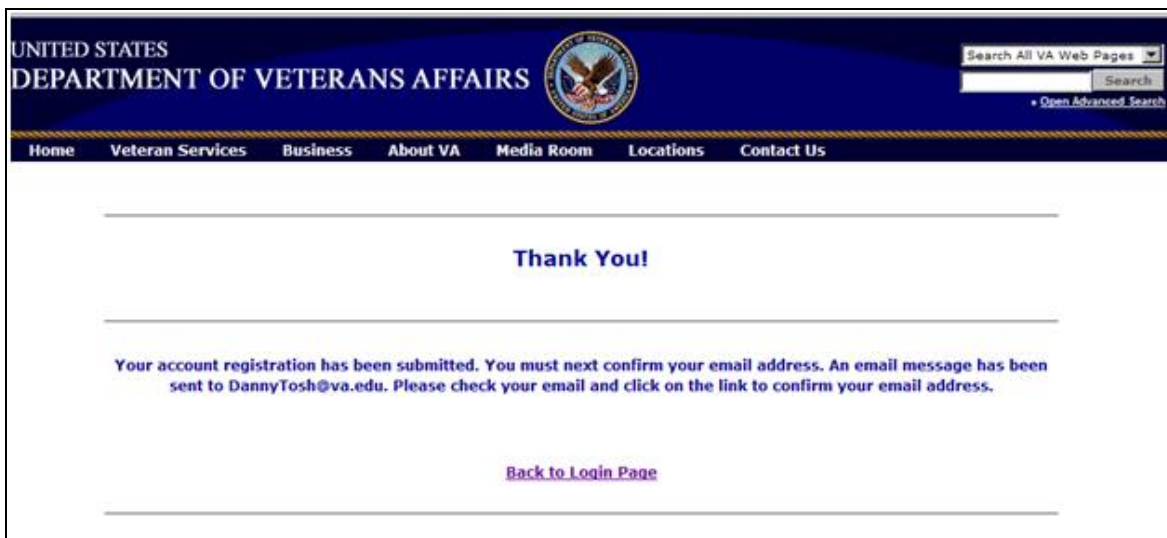 UNITED STATES
DEPARTMENT OF VETERANS AFFAIRS
Search All VA Web Pages
Search
• Open Advanced Search
Home Veteran Services Business About VA Media Room Locations Contact Us
Thank You!
Your account registration has been submitted. You must next confirm your email address. An email message has been
sent to DannyTosh@va.edu. Please check your email and click on the link to confirm your email address.
Back to Login Page